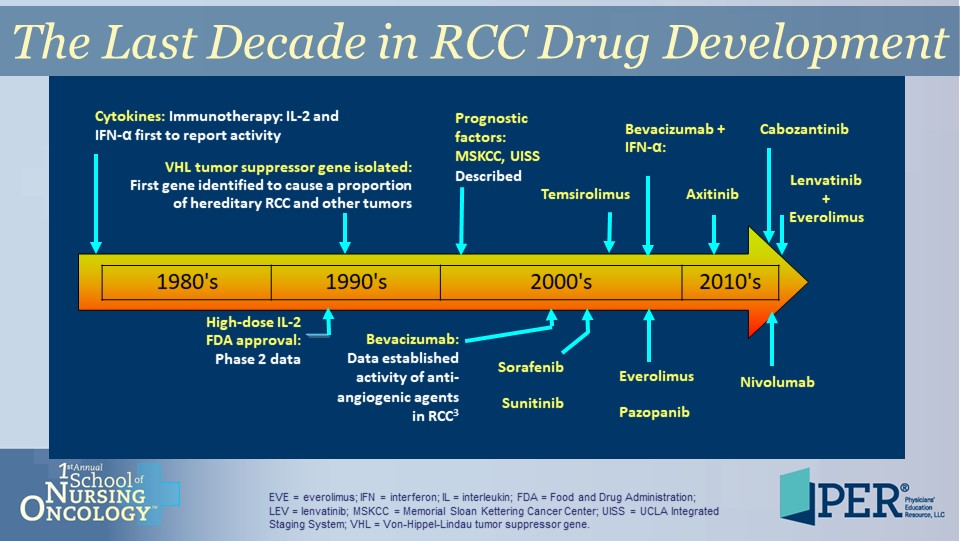 The Last Decade in RCC Drug Development
Cytokines: Immunotherapy: IL-2 and
IFN-α first to report activity
VHL tumor suppressor gene isolated:
First gene identified to cause a proportion
of hereditary RCC and other tumors
Prognostic
factors:
MSKCC, UISS
Described
Temsirolimus
Bevacizumab +
IFN-α:
Axitinib
Cabozantinib
Lenvatinib
+
Everolimus
1980's
1990's
2000's
2010's
High-dose IL-2
FDA approval:
Phase 2 data
Bevacizumab:
Data established
activity of anti-
angiogenic agents
in RCC3
Sorafenib
Sunitinib
Everolimus
Pazopanib
Nivolumab
1st Annual
School of
NURSING
ONCOLOGY™
EVE = everolimus; IFN = interferon; IL = interleukin; FDA = Food and Drug Administration;
LEV = lenvatinib; MSKCC = Memorial Sloan Kettering Cancer Center; UISS = UCLA Integrated
Staging System; VHL = Von-Hippel-Lindau tumor suppressor gene.
PER®
Physicians'
Education
Resource, LLC